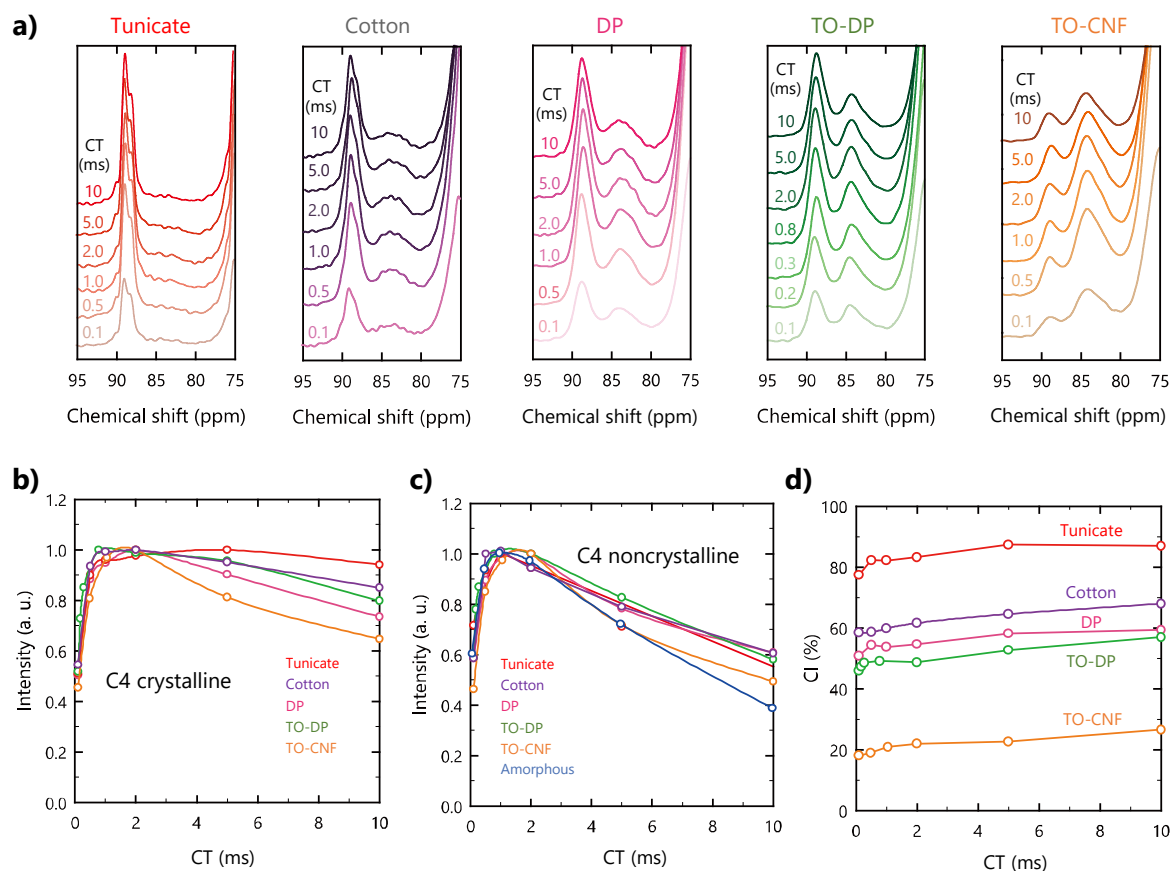 a)
Tunicate
Cotton
DP
TO-DP
TO-CNF
CT
(ms)
10
5.0
2.0
1.0
0.5
0.1
95 90 85 80 75
Chemical shift (ppm)
CT
(ms)
10
5.0
2.0
1.0
0.5
0.1
95 90 85 80 75
Chemical shift (ppm)
CT
(ms)
10
5.0
2.0
1.0
0.5
0.1
95 90 85 80 75
Chemical shift (ppm)
CT
(ms)
10
5.0
2.0
0.8
0.3
0.2
0.1
95 90 85 80 75
Chemical shift (ppm)
CT
(ms)
10
5.0
2.0
1.0
0.5
0.1
95 90 85 80 75
Chemical shift (ppm)
b)
Intensity (a. u.)
1.2
1.0
0.8
0.6
0.4
0.2
0.0
C4 crystalline
Tunicate
Cotton
DP
TO-DP
TO-CNF
0 2 4 6 8 10
CT (ms)
c)
Intensity (a. u.)
1.2
1.0
0.8
0.6
0.4
0.2
0.0
C4 noncrystalline
Tunicate
Cotton
DP
TO-DP
TO-CNF
Amorphous
0 2 4 6 8 10
CT (ms)
d)
CI (%)
100
80
60
40
20
0
Tunicate
Cotton
DP
TO-DP
TO-CNF
0 2 4 6 8 10
CT (ms)